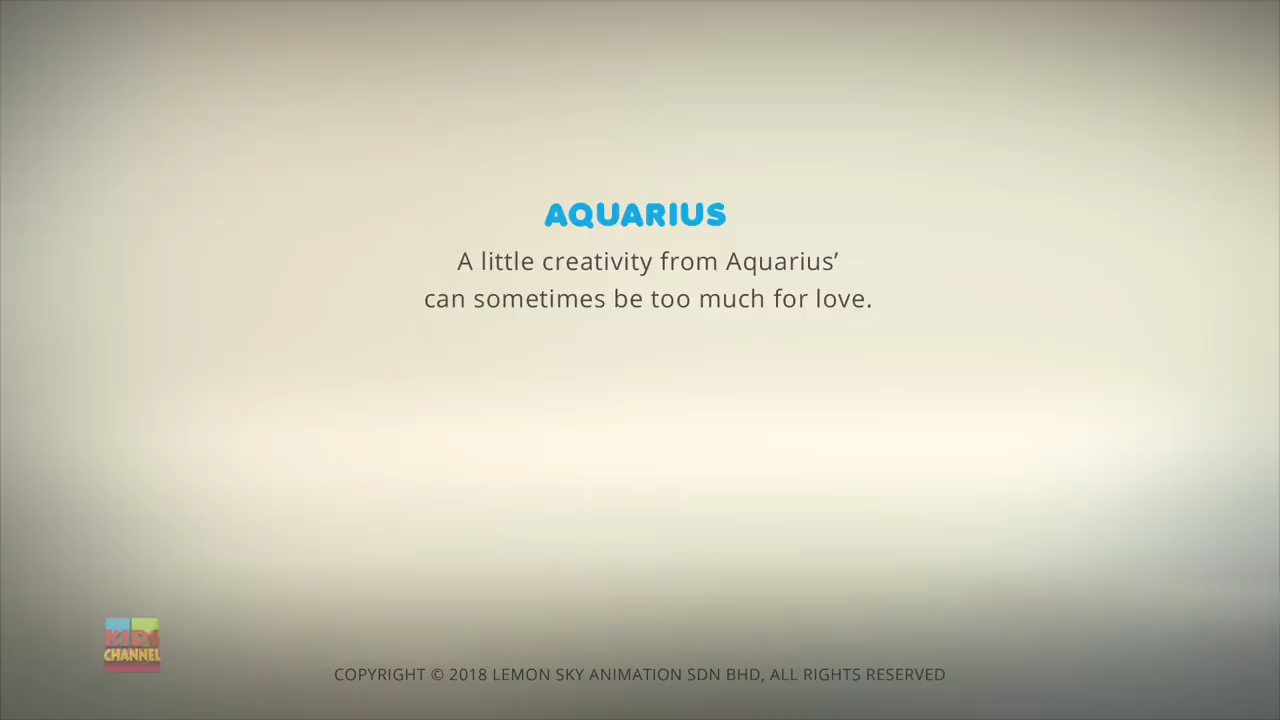 AQUARIUS
A little creativity from Aquarius’
can sometimes be too much for love.
KIDS
CHANNEL
COPYRIGHT © 2018 LEMON SKY ANIMATION SDN BHD, ALL RIGHTS RESERVED